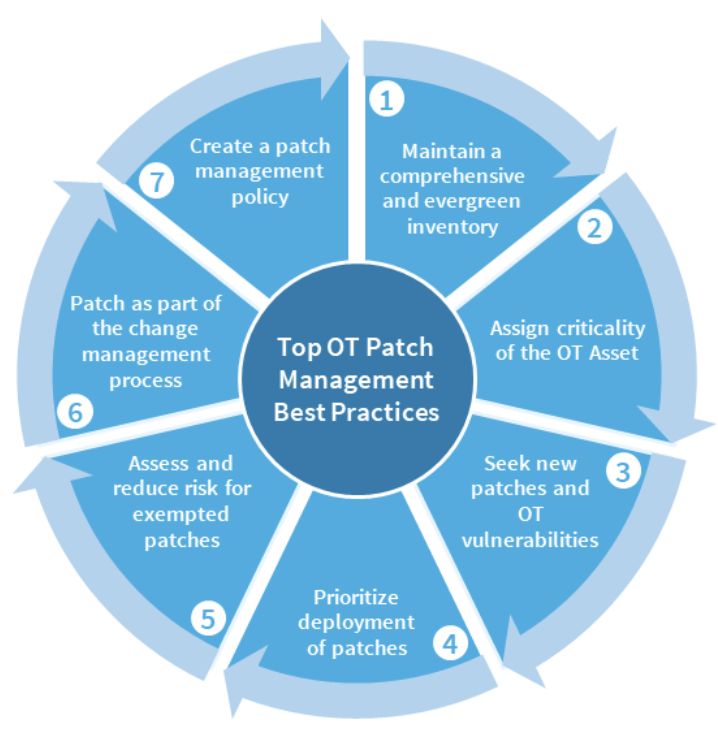 Top OT Patch
Management
Best Practices
1
Maintain a
comprehensive
and evergreen
inventory
2
Assign criticality
of the OT Asset
3
Seek new
patches and
OT
vulnerabilities
4
Prioritize
deployment
of patches
5
Assess and
reduce risk for
exempted
patches
6
Patch as part of
the change
management
process
7
Create a patch
management
policy